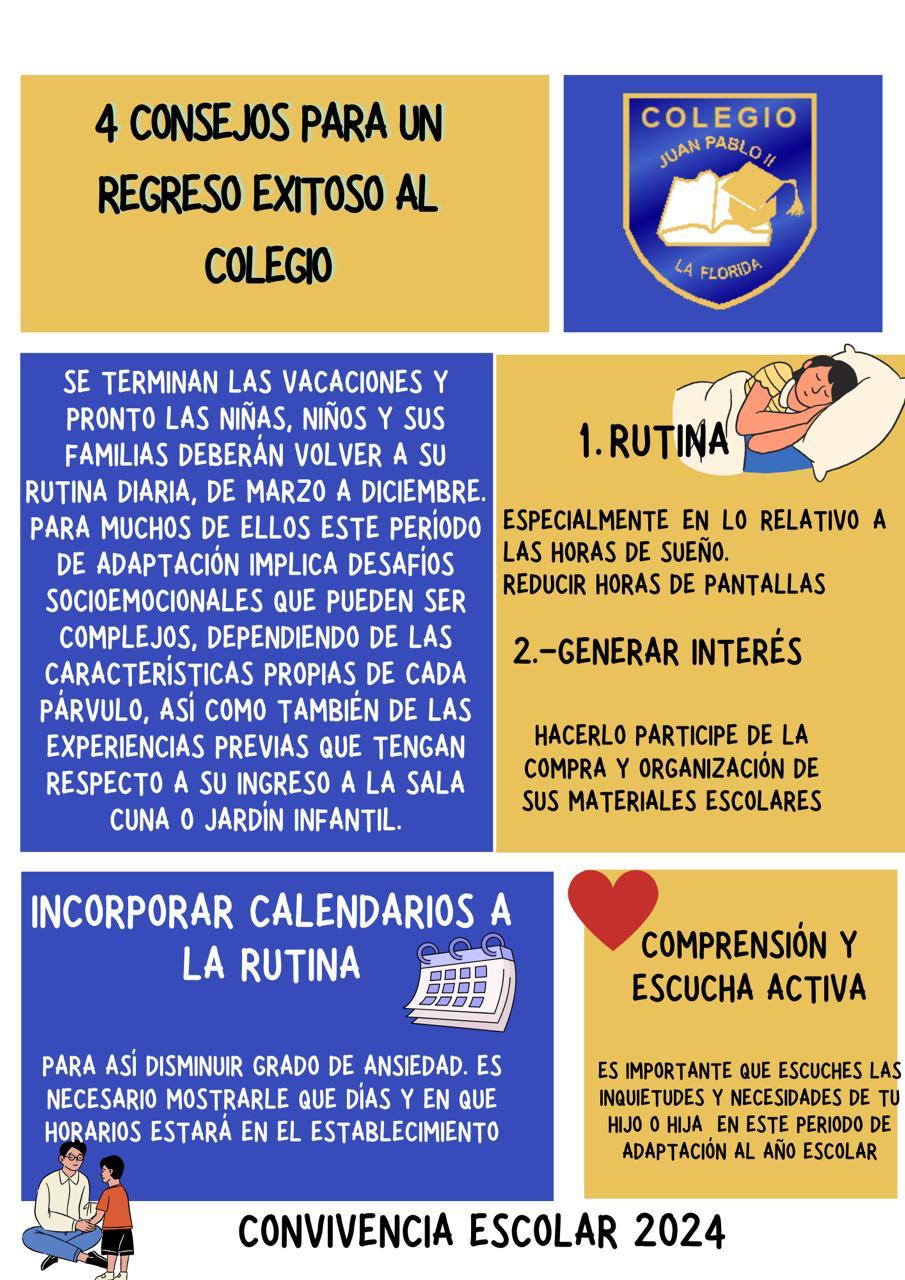 4 CONSEJOS PARA UN
REGRESO EXITOSO AL
COLEGIO
COLEGIO
JUAN PABLO II
LA FLORIDA
SE TERMINAN LAS VACACIONES Y
PRONTO LAS NIÑAS, NIÑOS Y SUS
FAMILIAS DEBERÁN VOLVER A SU
RUTINA DIARIA, DE MARZO A DICIEMBRE.
PARA MUCHOS DE ELLOS ESTE PERÍODO
DE ADAPTACIÓN IMPLICA DESAFÍOS
SOCIOEMOCIONALES QUE PUEDEN SER
COMPLEJOS, DEPENDIENDO DE LAS
CARACTERÍSTICAS PROPIAS DE CADA
PÁRVULO, ASÍ COMO TAMBIÉN DE LAS
EXPERIENCIAS PREVIAS QUE TENGAN
RESPECTO A SU INGRESO A LA SALA
CUNA O JARDÍN INFANTIL.
1. RUTINA
ESPECIALMENTE EN LO RELATIVO A
LAS HORAS DE SUEÑO.
REDUCIR HORAS DE PANTALLAS
2.-GENERAR INTERÉS
HACERLO PARTICIPE DE LA
COMPRA Y ORGANIZACIÓN DE
SUS MATERIALES ESCOLARES
INCORPORAR CALENDARIOS A
LA RUTINA
PARA ASÍ DISMINUIR GRADO DE ANSIEDAD. ES
NECESARIO MOSTRARLE QUE DÍAS Y EN QUE
HORARIOS ESTARÁ EN EL ESTABLECIMIENTO
COMPRENSIÓN Y
ESCUCHA ACTIVA
ES IMPORTANTE QUE ESCUCHES LAS
INQUIETUDES Y NECESIDADES DE TU
HIJO O HIJA EN ESTE PERIODO DE
ADAPTACIÓN AL AÑO ESCOLAR
CONVIVENCIA ESCOLAR 2024